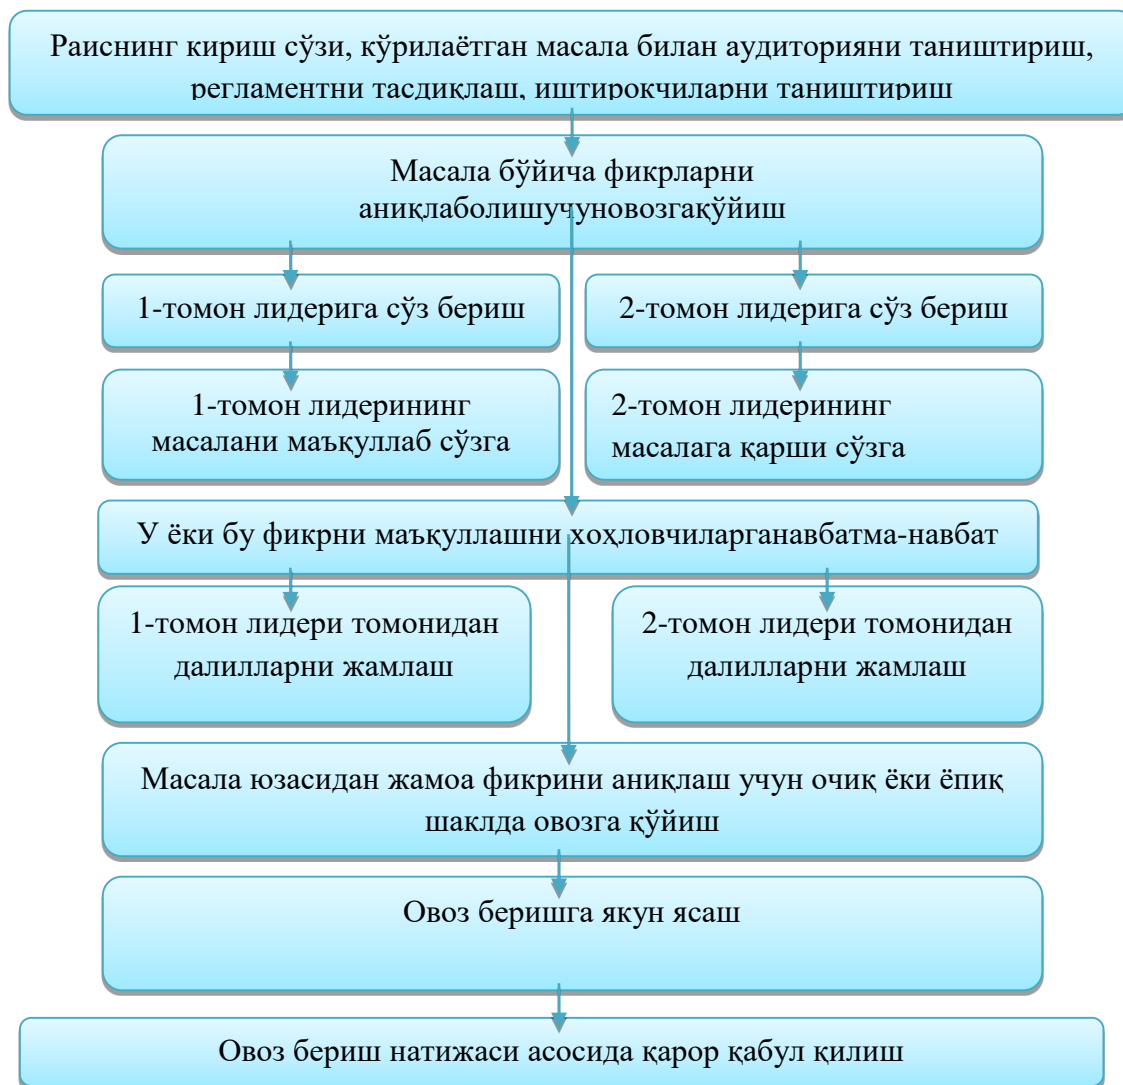 Раиснинг кириш сўзи, кўрилаётган масала билан аудиторияни таништириш,
регламентни тасдиқлаш, иштирокчиларни таништириш
Масала бўйича фикрларни
аниқлаболишучуновозгақўйиш
1-томон лидерига сўз бериш
2-томон лидерига сўз бериш
1-томон лидерининг
масалани маъқуллаб сўзга
2-томон лидерининг
масалага қарши сўзга
У ёки бу фикрни маъқуллашни хоҳловчиларганавбатма-навбат
1-томон лидери томонидан
далилларни жамлаш
2-томон лидери томонидан
далилларни жамлаш
Масала юзасидан жамоа фикрини аниқлаш учун очиқ ёки ёпиқ
шаклда овозга қўйиш
Овоз беришга якун ясаш
Овоз бериш натижаси асосида қарор қабул қилиш